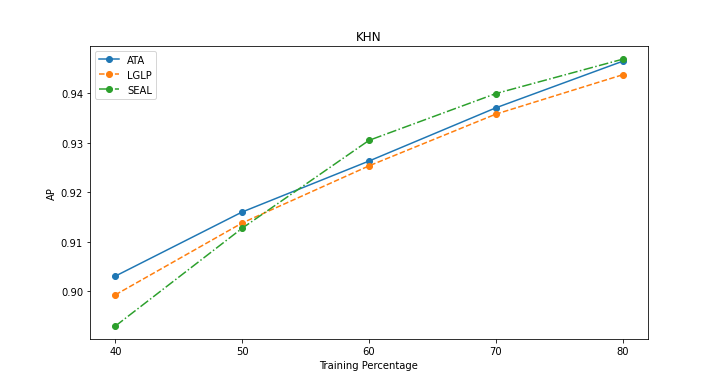 KHN
ATA
LGLP
SEAL
AP
0.94
0.93
0.92
0.91
0.90
40 50 60 70 80
Training Percentage